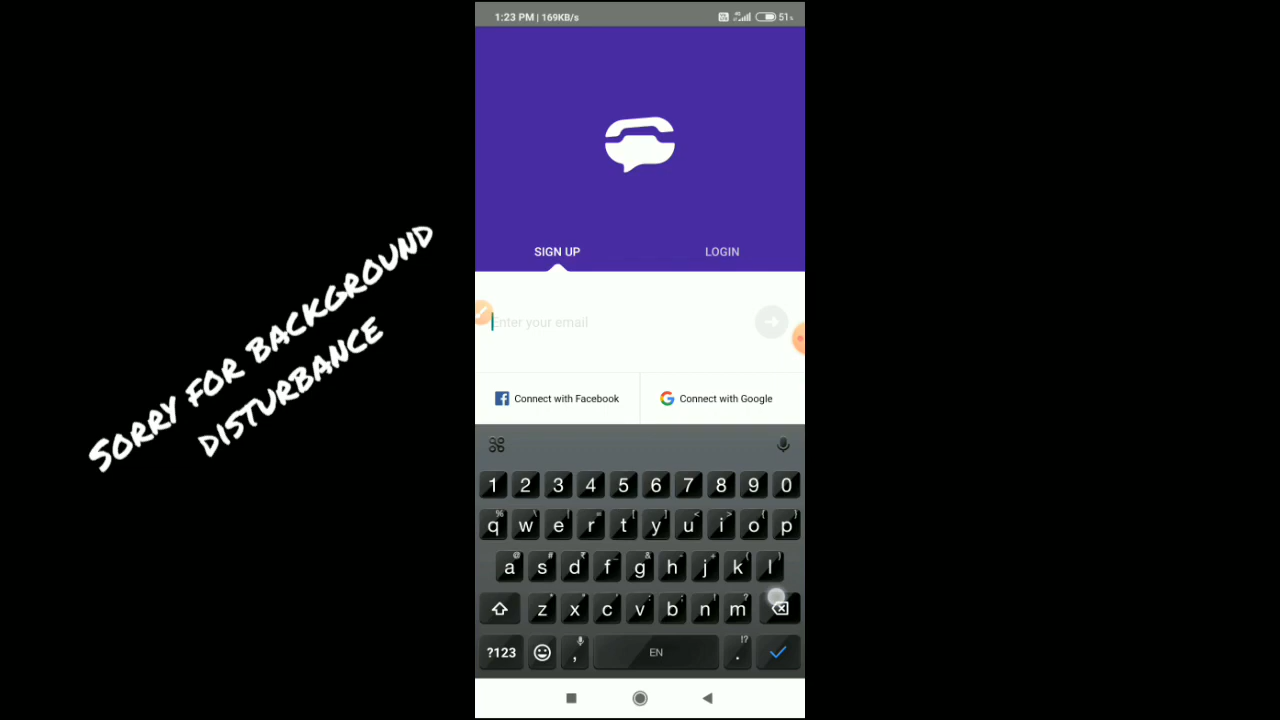 1:23 PM | 169KB/s
51%
SIGN UP
LOGIN
Enter your email
Connect with Facebook
Connect with Google
SORRY FOR BACKGROUND
DISTURBANCE
1 2 3 4 5 6 7 8 9 0
q w e r t y u i o p
a s d f g h j k l
z x c v b n m
?123 , EN . !?